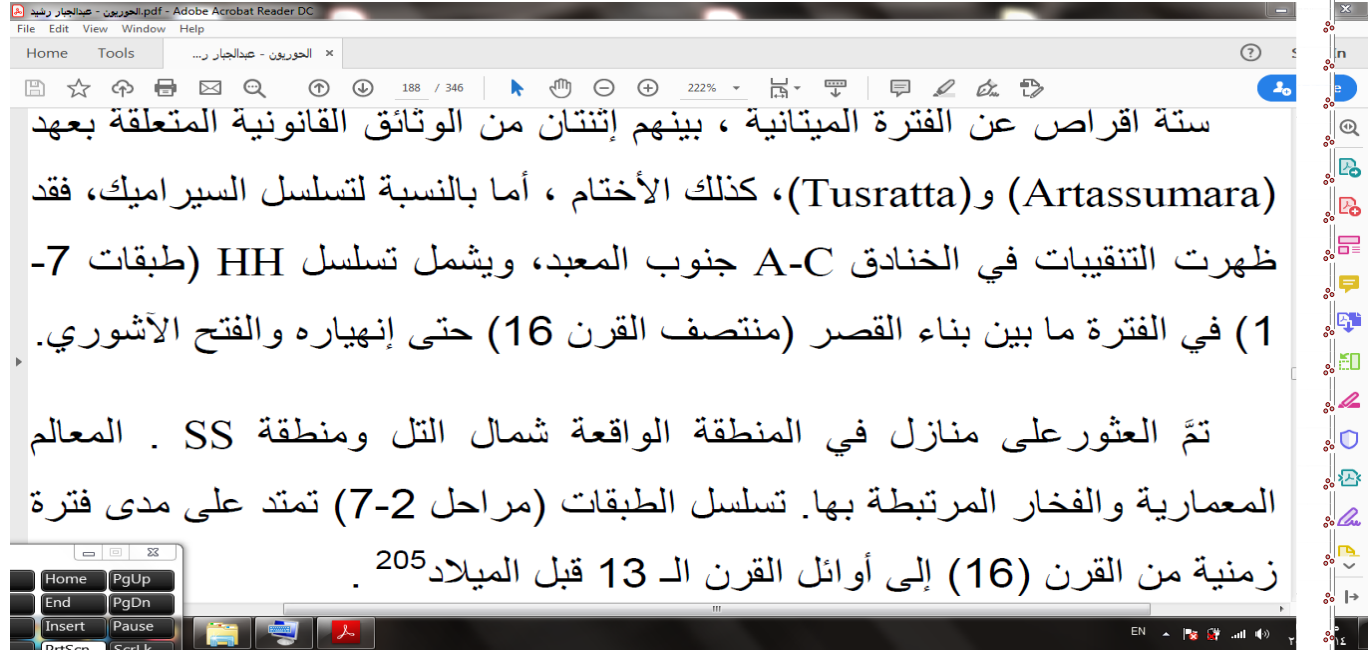 الحوريون - عبدالجبار رشيد.pdf - Adobe Acrobat Reader DC
File Edit View Window Help
Home Tools الحوريون - عبدالجبار ر... ×
188 / 346 222%
ستة اقراص عن الفترة الميتانية ، بينهم إثنتان من الوثائق القانونية المتعلقة بعهد
(Artassumara) و(Tusratta)، كذلك الأختام ، أما بالنسبة لتسلسل السيراميك، فقد
ظهرت التنقيبات في الخنادق A-C جنوب المعبد، ويشمل تسلسل HH (طبقات 7-
1) في الفترة ما بين بناء القصر (منتصف القرن 16) حتى إنهياره والفتح الآشوري.
تمَّ العثور على منازل في المنطقة الواقعة شمال التل ومنطقة SS . المعالم
المعمارية والفخار المرتبطة بها. تسلسل الطبقات (مراحل 2-7) تمتد على مدى فترة
زمنية من القرن (16) إلى أوائل القرن الـ 13 قبل الميلاد205 .
Home PgUp
End PgDn
Insert Pause
PrtScn ScrLk
EN